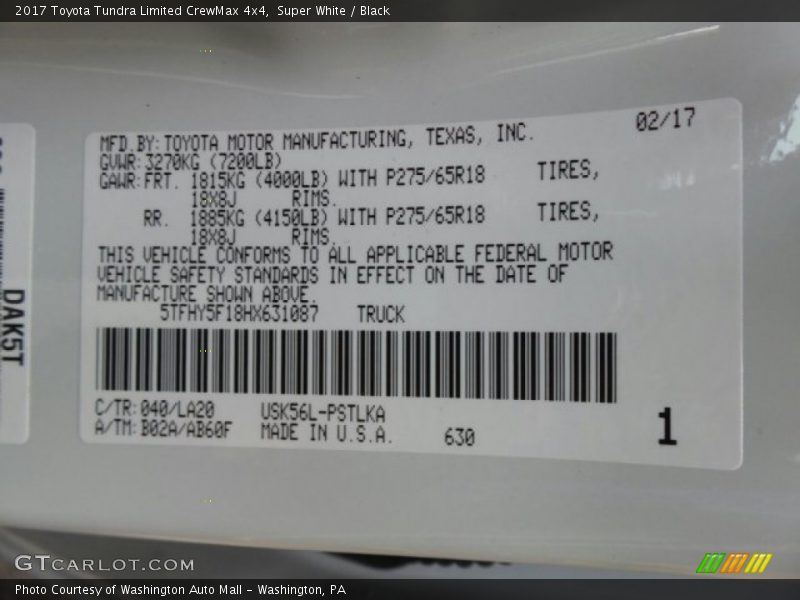 2017 Toyota Tundra Limited CrewMax 4x4, Super White / Black
02/17
MFD.BY:TOYOTA MOTOR MANUFACTURING, TEXAS, INC.
GVWR:3270KG (7200LB)
GAWR:FRT. 1815KG (4000LB) WITH P275/65R18 TIRES,
18X8J RIMS.
RR. 1885KG (4150LB) WITH P275/65R18 TIRES,
18X8J RIMS.
THIS VEHICLE CONFORMS TO ALL APPLICABLE FEDERAL MOTOR
VEHICLE SAFETY STANDARDS IN EFFECT ON THE DATE OF
MANUFACTURE SHOWN ABOVE.
5TFHY5F18HX631087 TRUCK
C/TR:040/LA20 USK56L-PSTLKA
A/TM:B02A/AB60F MADE IN U.S.A. 630
1
DAK5T
GTCARLOT.COM
Photo Courtesy of Washington Auto Mall - Washington, PA